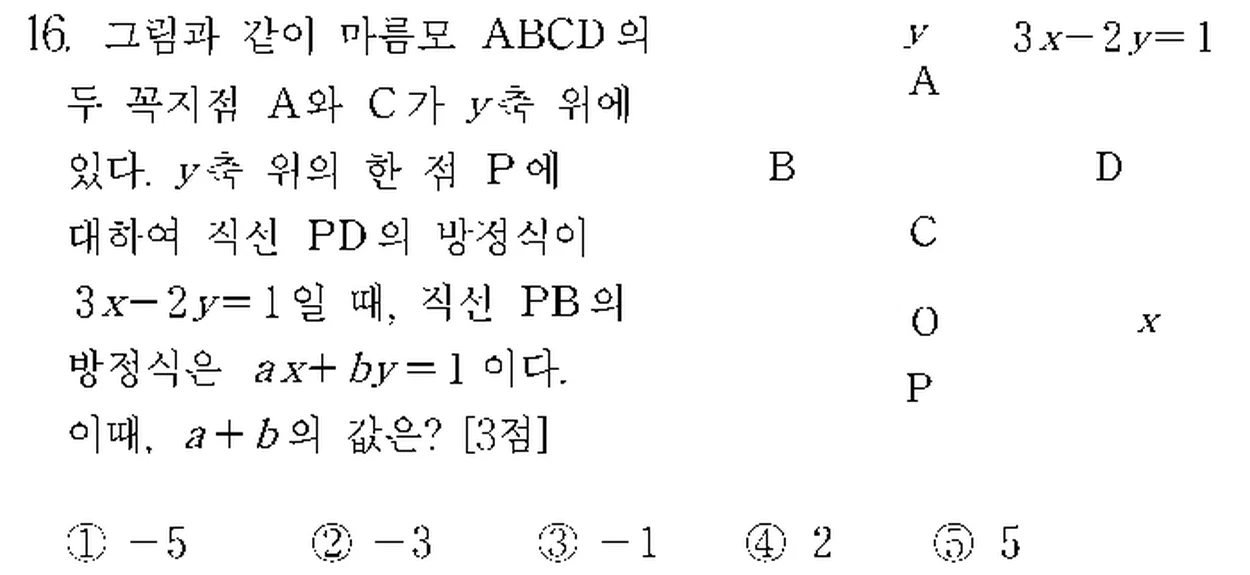 16. 그림과 같이 마름모 ABCD의
두 꼭지점 A와 C가 y축 위에
있다. y축 위의 한 점 P에
대하여 직선 PD의 방정식이
3x-2y=1일 때, 직선 PB의
방정식은 ax+by=1 이다.
이때, a+b의 값은? [3점]
y 3x-2y=1
A
B D
C
O x
P
① -5 ② -3 ③ -1 ④ 2 ⑤ 5